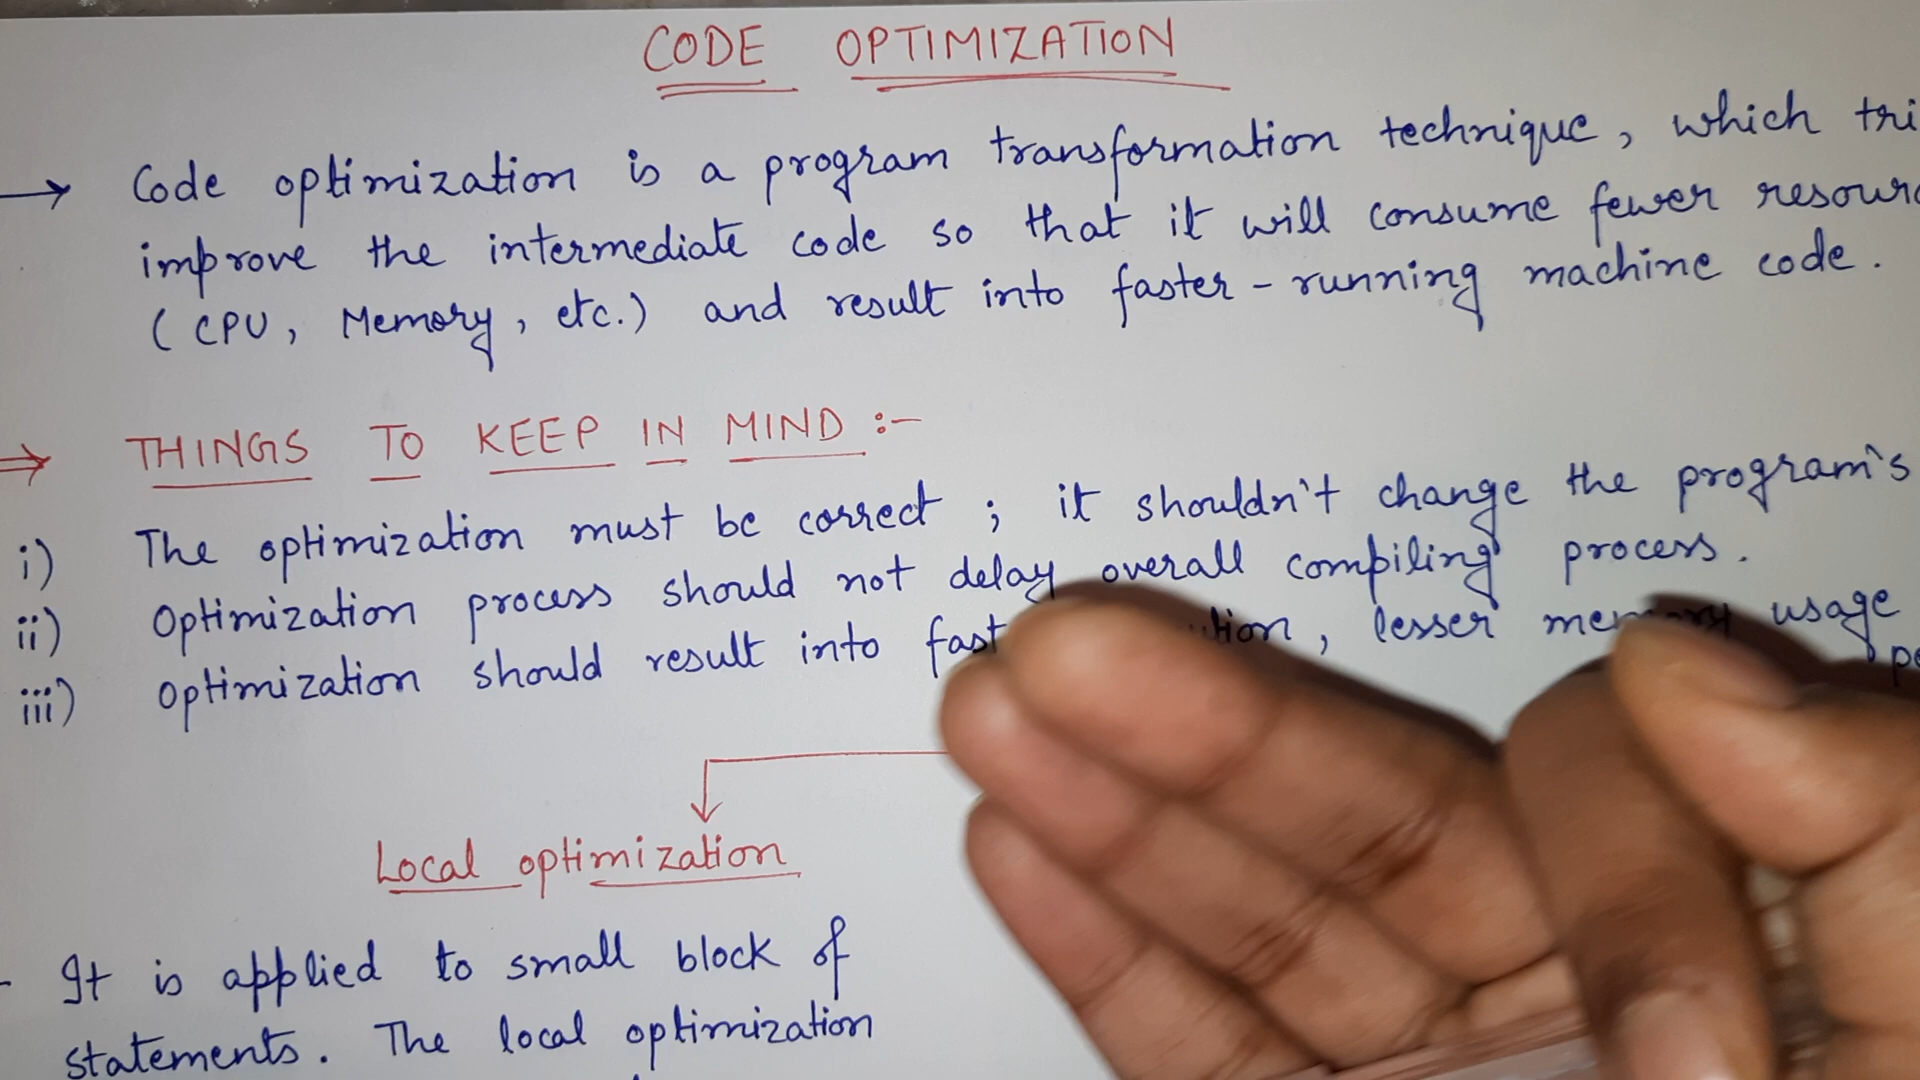 CODE OPTIMIZATION
→ Code optimization is a program transformation technique, which
improve the intermediate code so that it will consume fewer
(CPU, Memory, etc.) and result into faster-running machine code.
⇒ THINGS TO KEEP IN MIND :-
i) The optimization must be correct ; it shouldn't change the program's
ii) Optimization process should not delay overall compiling process.
iii) Optimization should result into lesser usage
Local optimization
- It is applied to small block of
statements. The local optimization